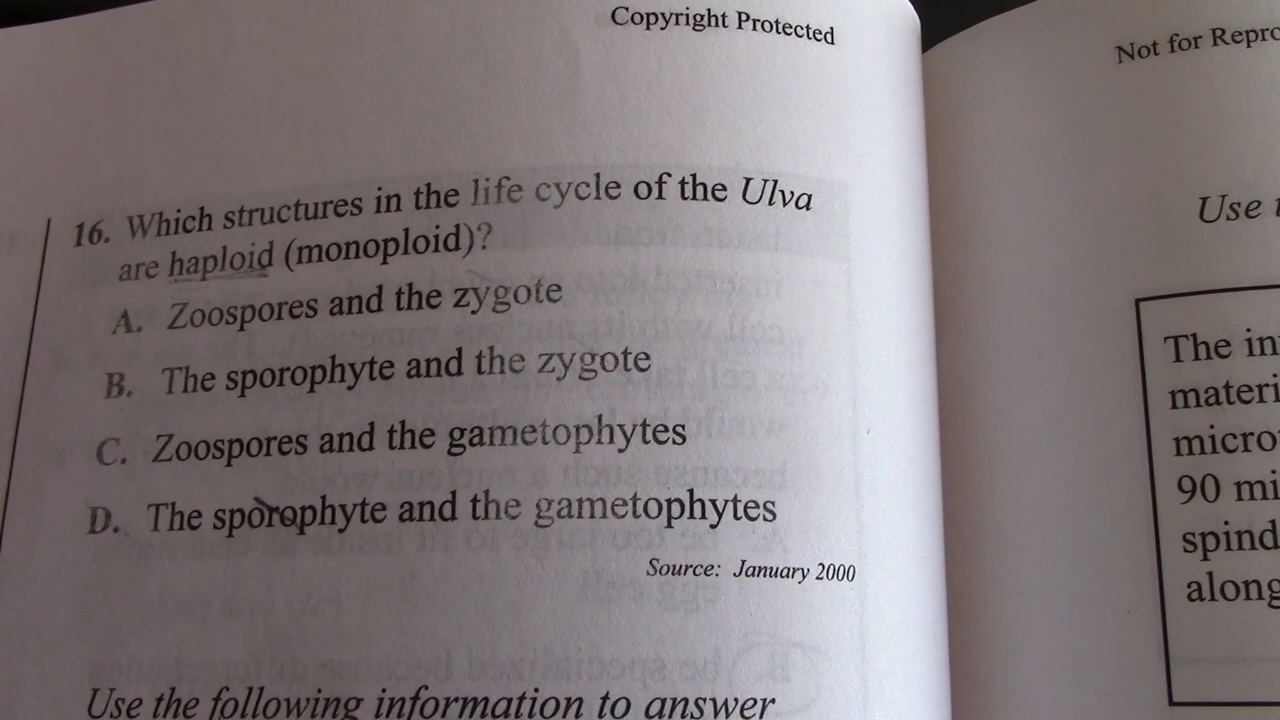 Copyright Protected
16. Which structures in the life cycle of the Ulva
are haploid (monoploid)?
A. Zoospores and the zygote
B. The sporophyte and the zygote
C. Zoospores and the gametophytes
D. The sporophyte and the gametophytes
Source: January 2000
Use the following information to answer
Not for Repro
Use
The in
materi
micro
90 mi
spind
along